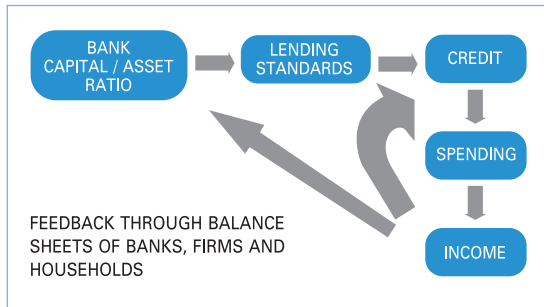 BANK
CAPITAL / ASSET
RATIO
LENDING
STANDARDS
CREDIT
SPENDING
INCOME
FEEDBACK THROUGH BALANCE
SHEETS OF BANKS, FIRMS AND
HOUSEHOLDS